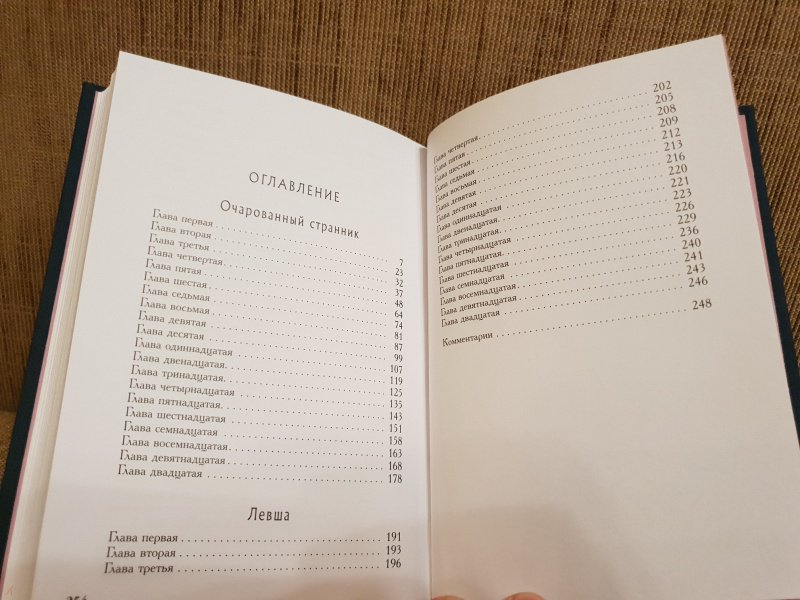 ОГЛАВЛЕНИЕ
Очарованный странник
Глава первая . . . . . 7
Глава вторая . . . . . 23
Глава третья . . . . . 32
Глава четвертая . . . . . 37
Глава пятая . . . . . 48
Глава шестая . . . . . 64
Глава седьмая . . . . . 74
Глава восьмая . . . . . 81
Глава девятая . . . . . 87
Глава десятая . . . . . 99
Глава одиннадцатая . . . . . 107
Глава двенадцатая . . . . . 119
Глава тринадцатая . . . . . 125
Глава четырнадцатая . . . . . 135
Глава пятнадцатая . . . . . 143
Глава шестнадцатая . . . . . 151
Глава семнадцатая . . . . . 158
Глава восемнадцатая . . . . . 163
Глава девятнадцатая . . . . . 168
Глава двадцатая . . . . . 178
Левша
Глава первая . . . . . 191
Глава вторая . . . . . 193
Глава третья . . . . . 196
Глава четвертая . . . . . 202
Глава пятая . . . . . 205
Глава шестая . . . . . 208
Глава седьмая . . . . . 209
Глава восьмая . . . . . 212
Глава девятая . . . . . 213
Глава десятая . . . . . 216
Глава одиннадцатая . . . . . 220
Глава двенадцатая . . . . . 221
Глава тринадцатая . . . . . 223
Глава четырнадцатая . . . . . 226
Глава пятнадцатая . . . . . 229
Глава шестнадцатая . . . . . 236
Глава семнадцатая . . . . . 240
Глава восемнадцатая . . . . . 241
Глава девятнадцатая . . . . . 243
Глава двадцатая . . . . . 246
Комментарии . . . . . 248